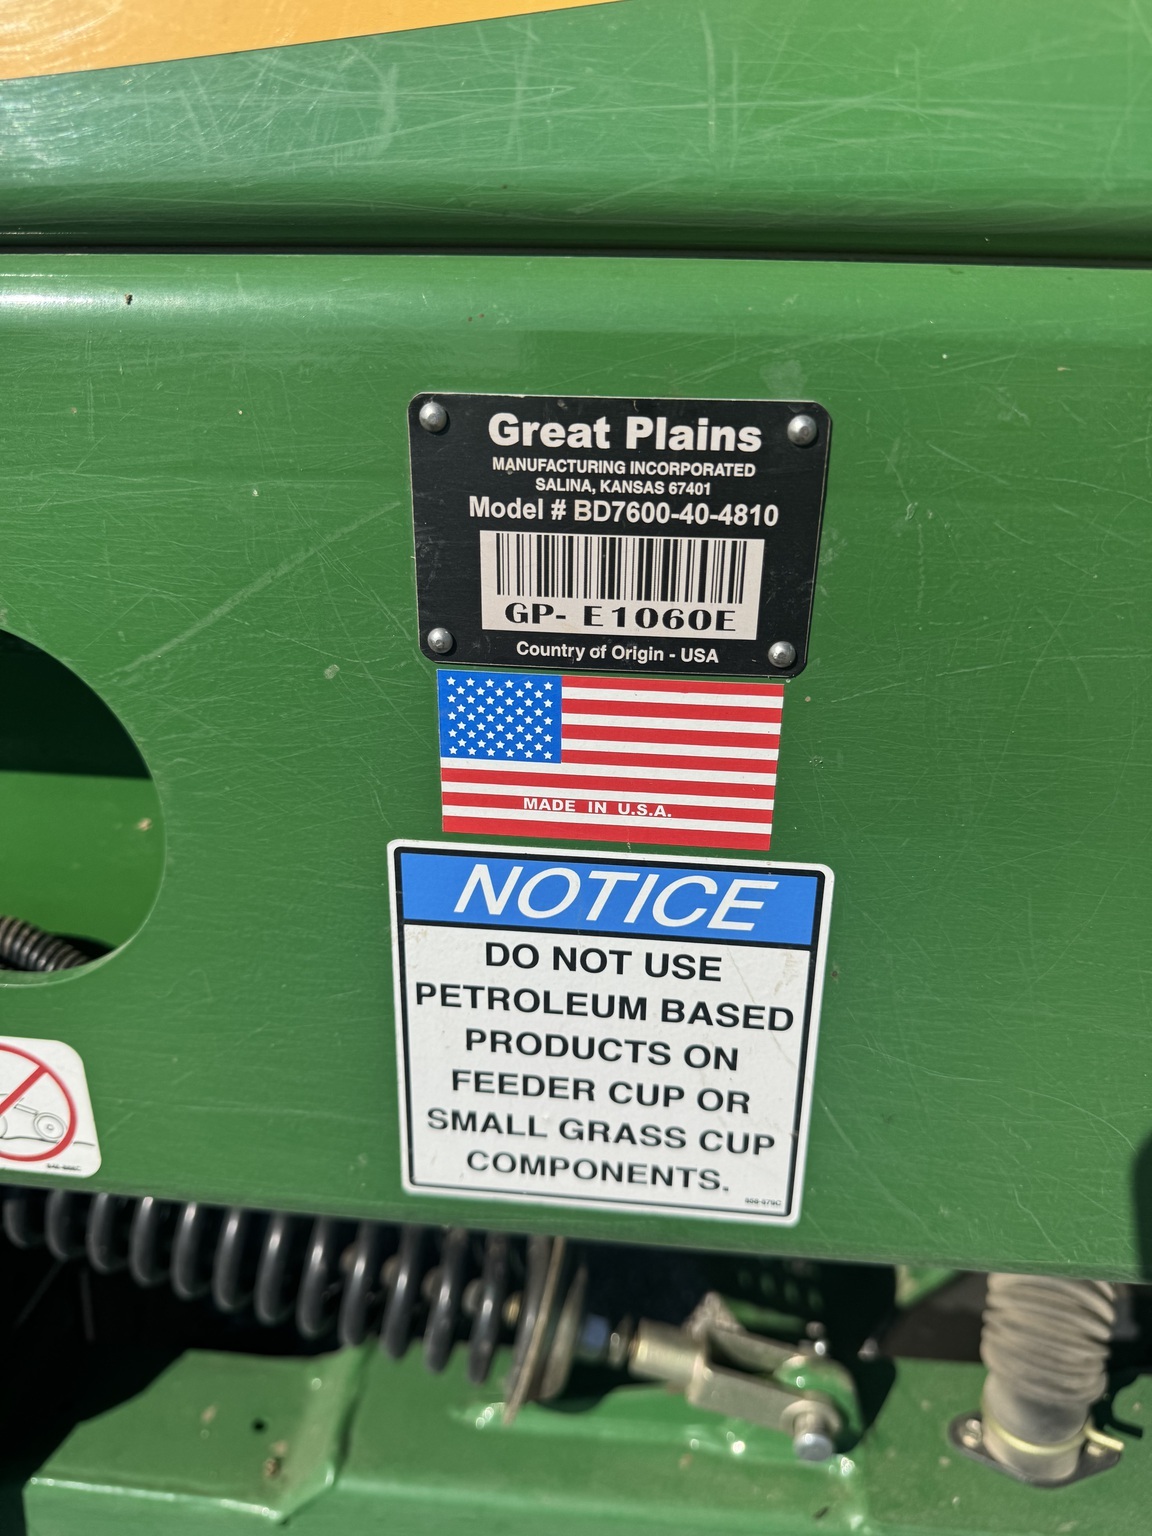 Great Plains
MANUFACTURING INCORPORATED
SALINA, KANSAS 67401
Model # BD7600-40-4810
GP- E1060E
Country of Origin - USA
MADE IN U.S.A.
NOTICE
DO NOT USE
PETROLEUM BASED
PRODUCTS ON
FEEDER CUP OR
SMALL GRASS CUP
COMPONENTS.